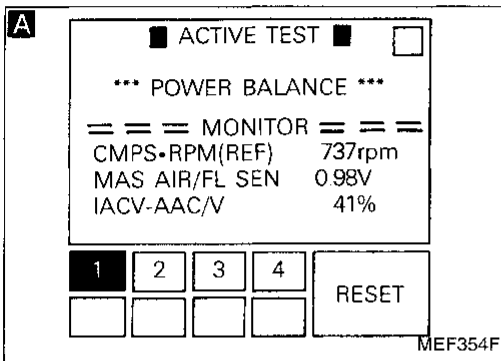 A
■ ACTIVE TEST ■
*** POWER BALANCE ***
= = = MONITOR = = =
CMPS•RPM(REF) 737rpm
MAS AIR/FL SEN 0.98V
IACV-AAC/V 41%
1 2 3 4
RESET
MEF354F